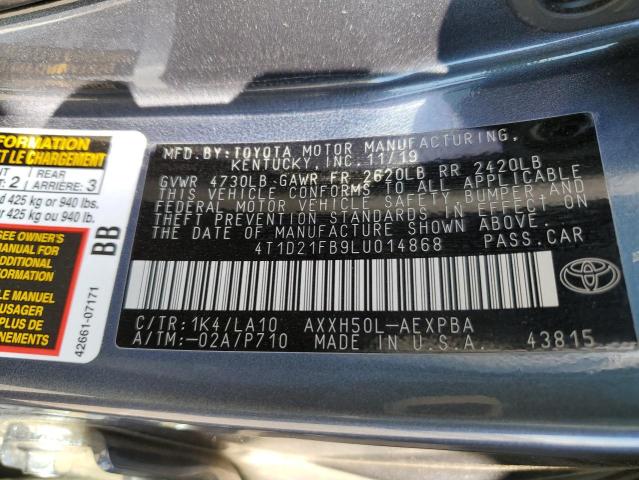 FORMATION
ET LE CHARGEMENT
2
REAR
ARRIÈRE: 3
425 kg or 940 lbs.
425 kg ou 940 lb.
SEE OWNER'S
MANUAL FOR
ADDITIONAL
INFORMATION
LE MANUEL
USAGER
PLUS DE
NEMENTS
BB
42661-07171
MFD. BY: TOYOTA MOTOR MANUFACTURING,
KENTUCKY, INC. 11/19
GVWR 4730LB GAWR FR 2620LB RR 2420LB
THIS VEHICLE CONFORMS TO ALL APPLICABLE
FEDERAL MOTOR VEHICLE SAFETY, BUMPER, AND
THEFT PREVENTION STANDARDS IN EFFECT ON
THE DATE OF MANUFACTURE SHOWN ABOVE.
4T1D21FB9LU014868 PASS.CAR
C/TR: 1K4/LA10 AXXH50L-AEXPBA
A/TM: -02A/P710 MADE IN U.S.A 43815
TOYOTA